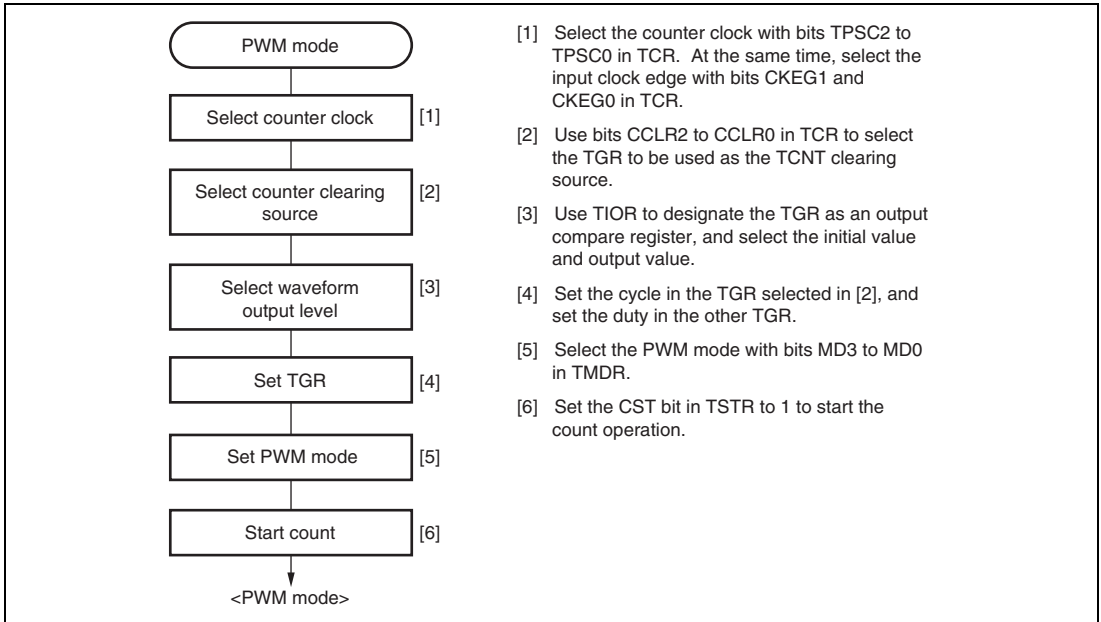 PWM mode
Select counter clock [1]
Select counter clearing
source
[2]
Select waveform
output level
[3]
Set TGR [4]
Set PWM mode [5]
Start count [6]
<PWM mode>
[1] Select the counter clock with bits TPSC2 to
TPSC0 in TCR. At the same time, select the
input clock edge with bits CKEG1 and
CKEG0 in TCR.
[2] Use bits CCLR2 to CCLR0 in TCR to select
the TGR to be used as the TCNT clearing
source.
[3] Use TIOR to designate the TGR as an output
compare register, and select the initial value
and output value.
[4] Set the cycle in the TGR selected in [2], and
set the duty in the other TGR.
[5] Select the PWM mode with bits MD3 to MD0
in TMDR.
[6] Set the CST bit in TSTR to 1 to start the
count operation.